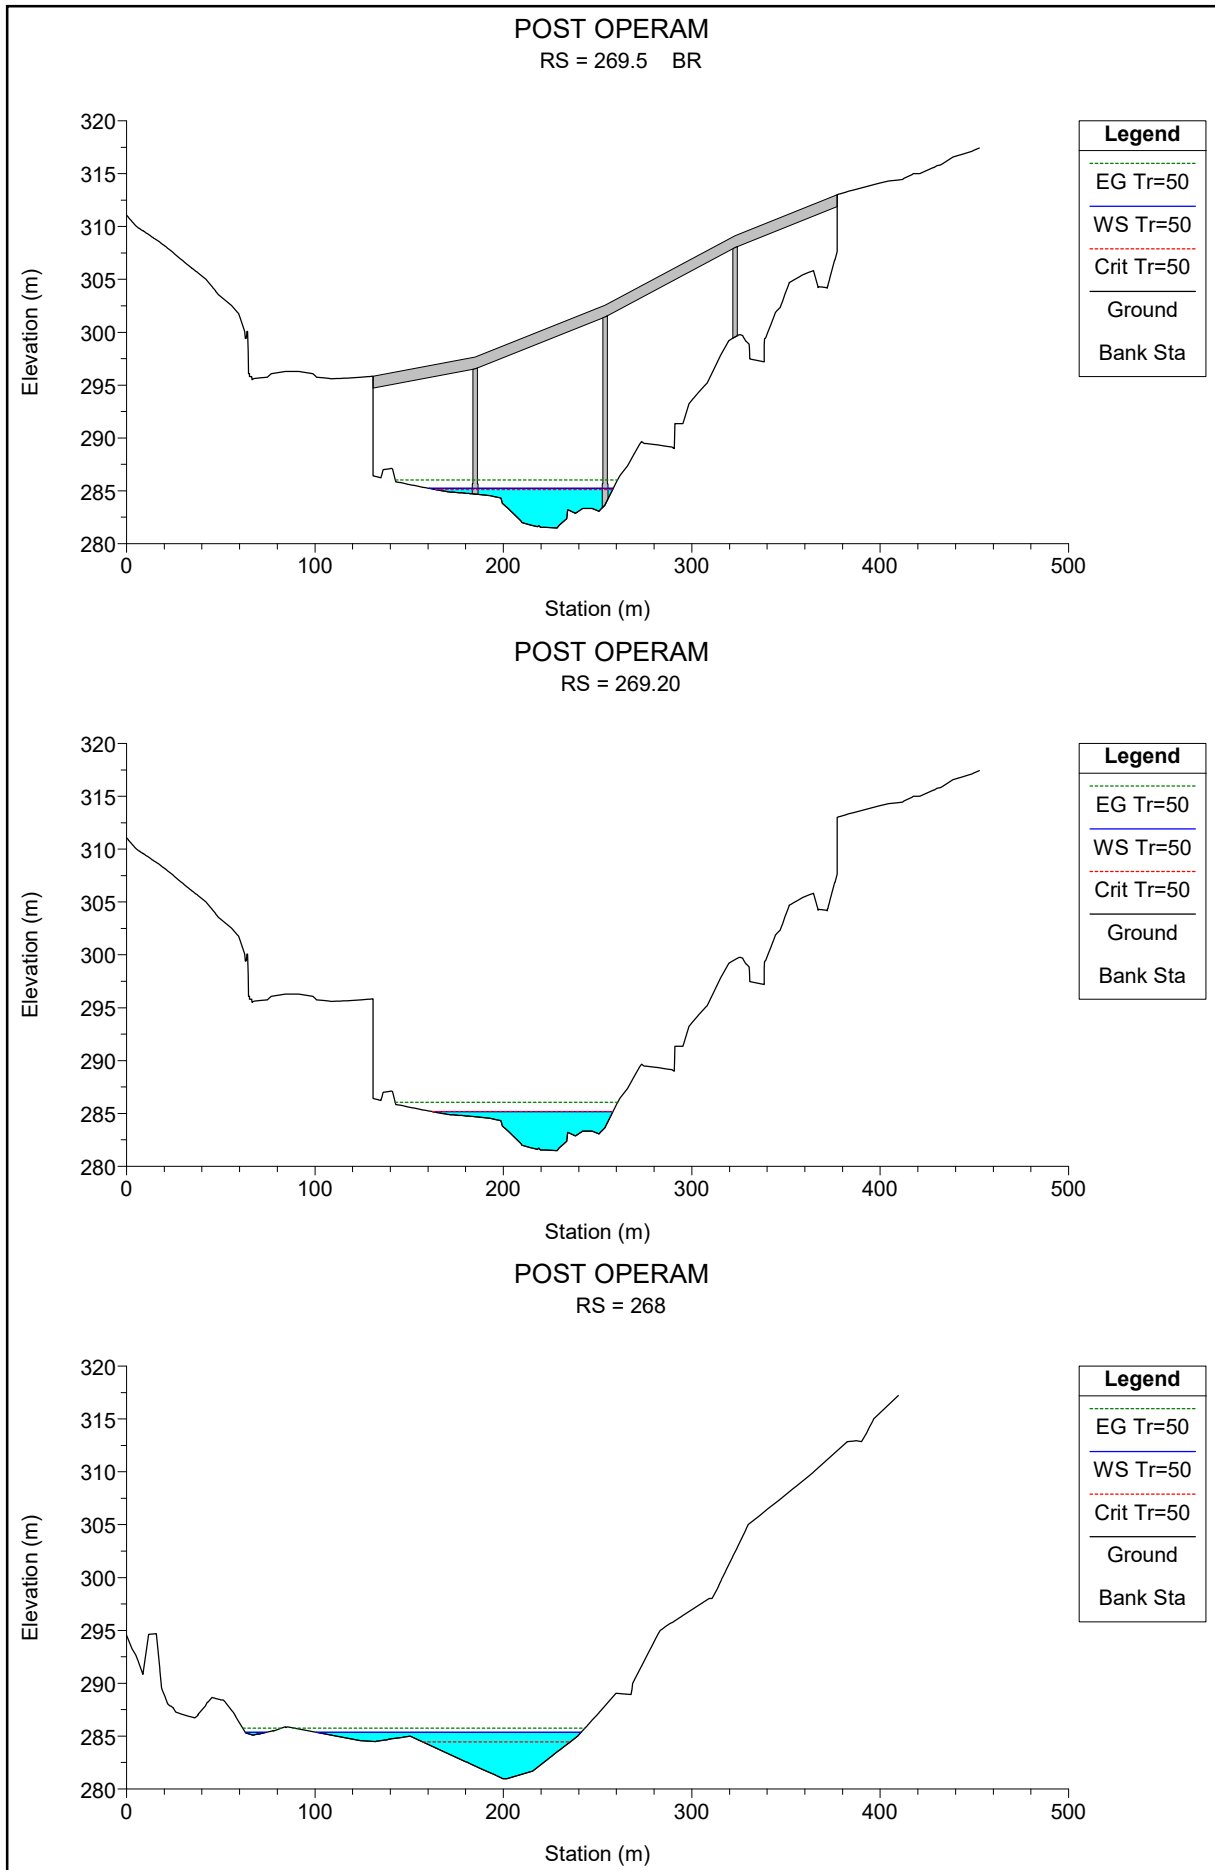 POST OPERAM
RS = 269.5 BR
320
315
310
305
300
295
290
285
280
0 100 200 300 400 500
Elevation (m)
Station (m)
Legend
EG Tr=50
WS Tr=50
Crit Tr=50
Ground
Bank Sta
POST OPERAM
RS = 269.20
320
315
310
305
300
295
290
285
280
0 100 200 300 400 500
Elevation (m)
Station (m)
Legend
EG Tr=50
WS Tr=50
Crit Tr=50
Ground
Bank Sta
POST OPERAM
RS = 268
320
315
310
305
300
295
290
285
280
0 100 200 300 400 500
Elevation (m)
Station (m)
Legend
EG Tr=50
WS Tr=50
Crit Tr=50
Ground
Bank Sta